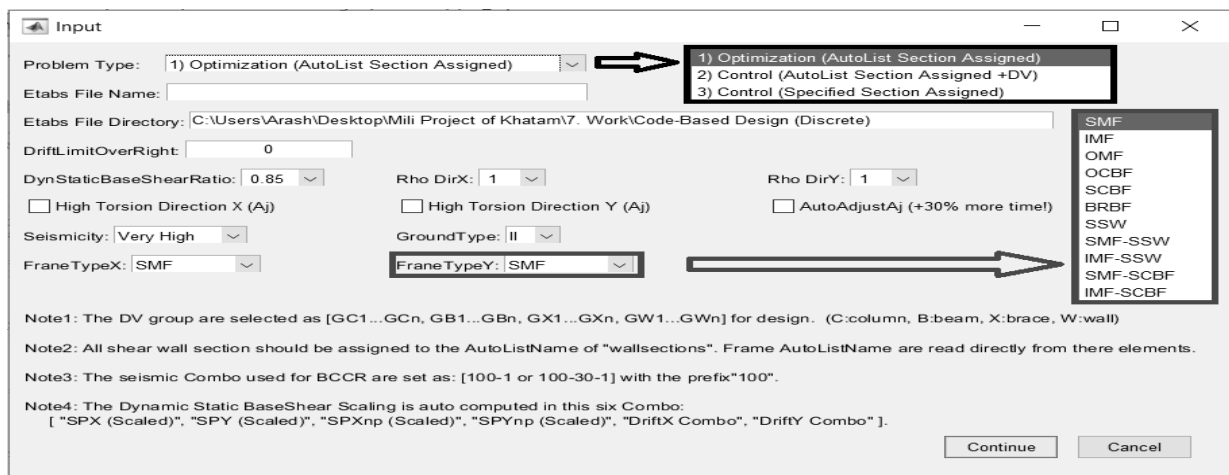 Input
Problem Type: 1) Optimization (AutoList Section Assigned)
1) Optimization (AutoList Section Assigned)
2) Control (AutoList Section Assigned +DV)
3) Control (Specified Section Assigned)
Etabs File Name:
Etabs File Directory: C:\Users\Arash\Desktop\Mili Project of Khatam\7. Work\Code-Based Design (Discrete)
DriftLimitOverRight: 0
DynStaticBaseShearRatio: 0.85 Rho DirX: 1 Rho DirY: 1
High Torsion Direction X (Aj) High Torsion Direction Y (Aj) AutoAdjustAj (+30% more time!)
Seismicity: Very High GroundType: II
FraneTypeX: SMF FraneTypeY: SMF
SMF
IMF
OMF
OCBF
SCBF
BRBF
SSW
SMF-SSW
IMF-SSW
SMF-SCBF
IMF-SCBF
Note1: The DV group are selected as [GC1...GCn, GB1...GBn, GX1...GXn, GW1...GWn] for design. (C:column, B:beam, X:brace, W:wall)
Note2: All shear wall section should be assigned to the AutoListName of "wallsections". Frame AutoListName are read directly from there elements.
Note3: The seismic Combo used for BCCR are set as: [100-1 or 100-30-1] with the prefix"100".
Note4: The Dynamic Static BaseShear Scaling is auto computed in this six Combo:
[ "SPX (Scaled)", "SPY (Scaled)", "SPXnp (Scaled)", "SPYnp (Scaled)", "DriftX Combo", "DriftY Combo" ].
Continue Cancel